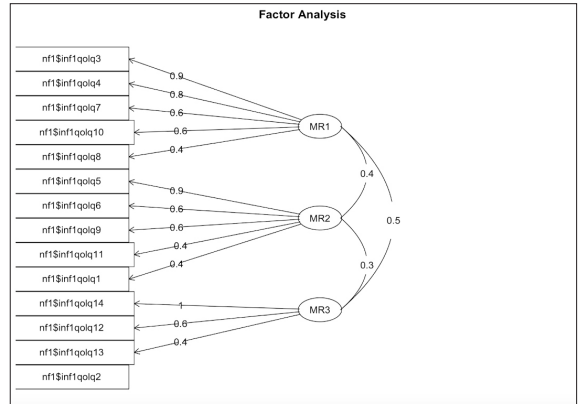 Factor Analysis
nf1$inf1qolq3
nf1$inf1qolq4
nf1$inf1qolq7
nf1$inf1qolq10
nf1$inf1qolq8
nf1$inf1qolq5
nf1$inf1qolq6
nf1$inf1qolq9
nf1$inf1qolq11
nf1$inf1qolq1
nf1$inf1qolq14
nf1$inf1qolq12
nf1$inf1qolq13
nf1$inf1qolq2
0.9
0.8
0.6
0.6
0.4
0.9
0.6
0.6
0.4
0.4
1
0.6
0.4
MR1
MR2
MR3
0.4
0.5
0.3